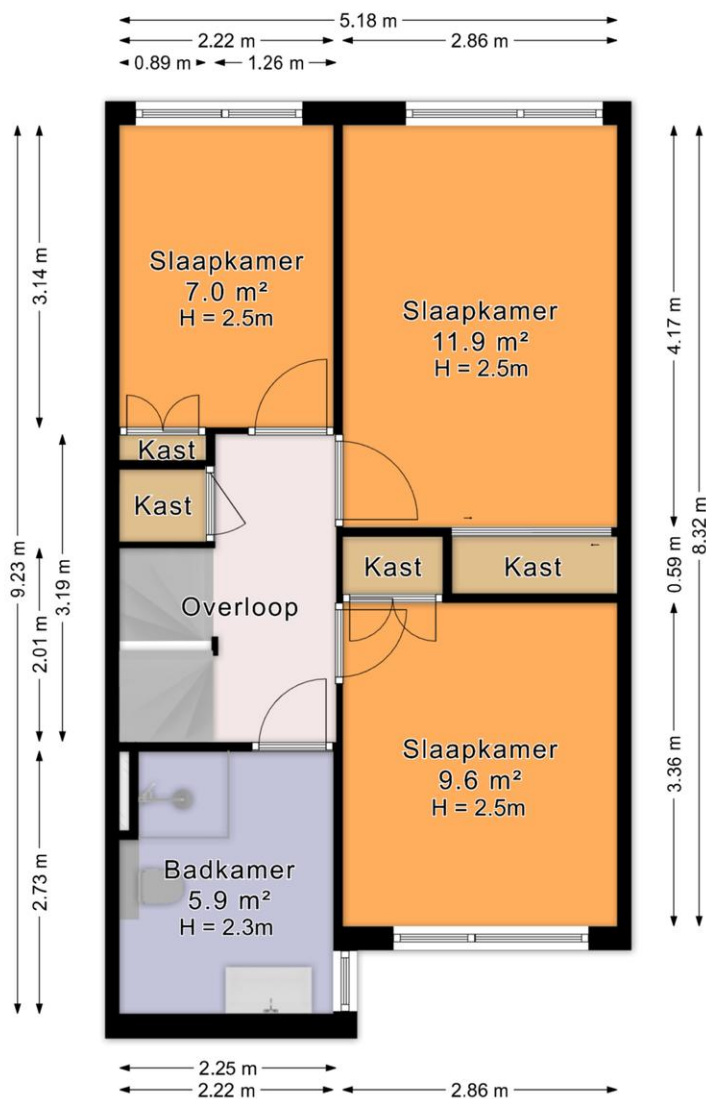 5.18 m
2.22 m
2.86 m
0.89 m
1.26 m
3.14 m
Slaapkamer
7.0 m²
H = 2.5m
Slaapkamer
11.9 m²
H = 2.5m
4.17 m
Kast
Kast
9.23 m
3.19 m
2.01 m
Overloop
Kast
Kast
0.59 m
8.32 m
Slaapkamer
9.6 m²
H = 2.5m
3.36 m
2.73 m
Badkamer
5.9 m²
H = 2.3m
2.25 m
2.22 m
2.86 m